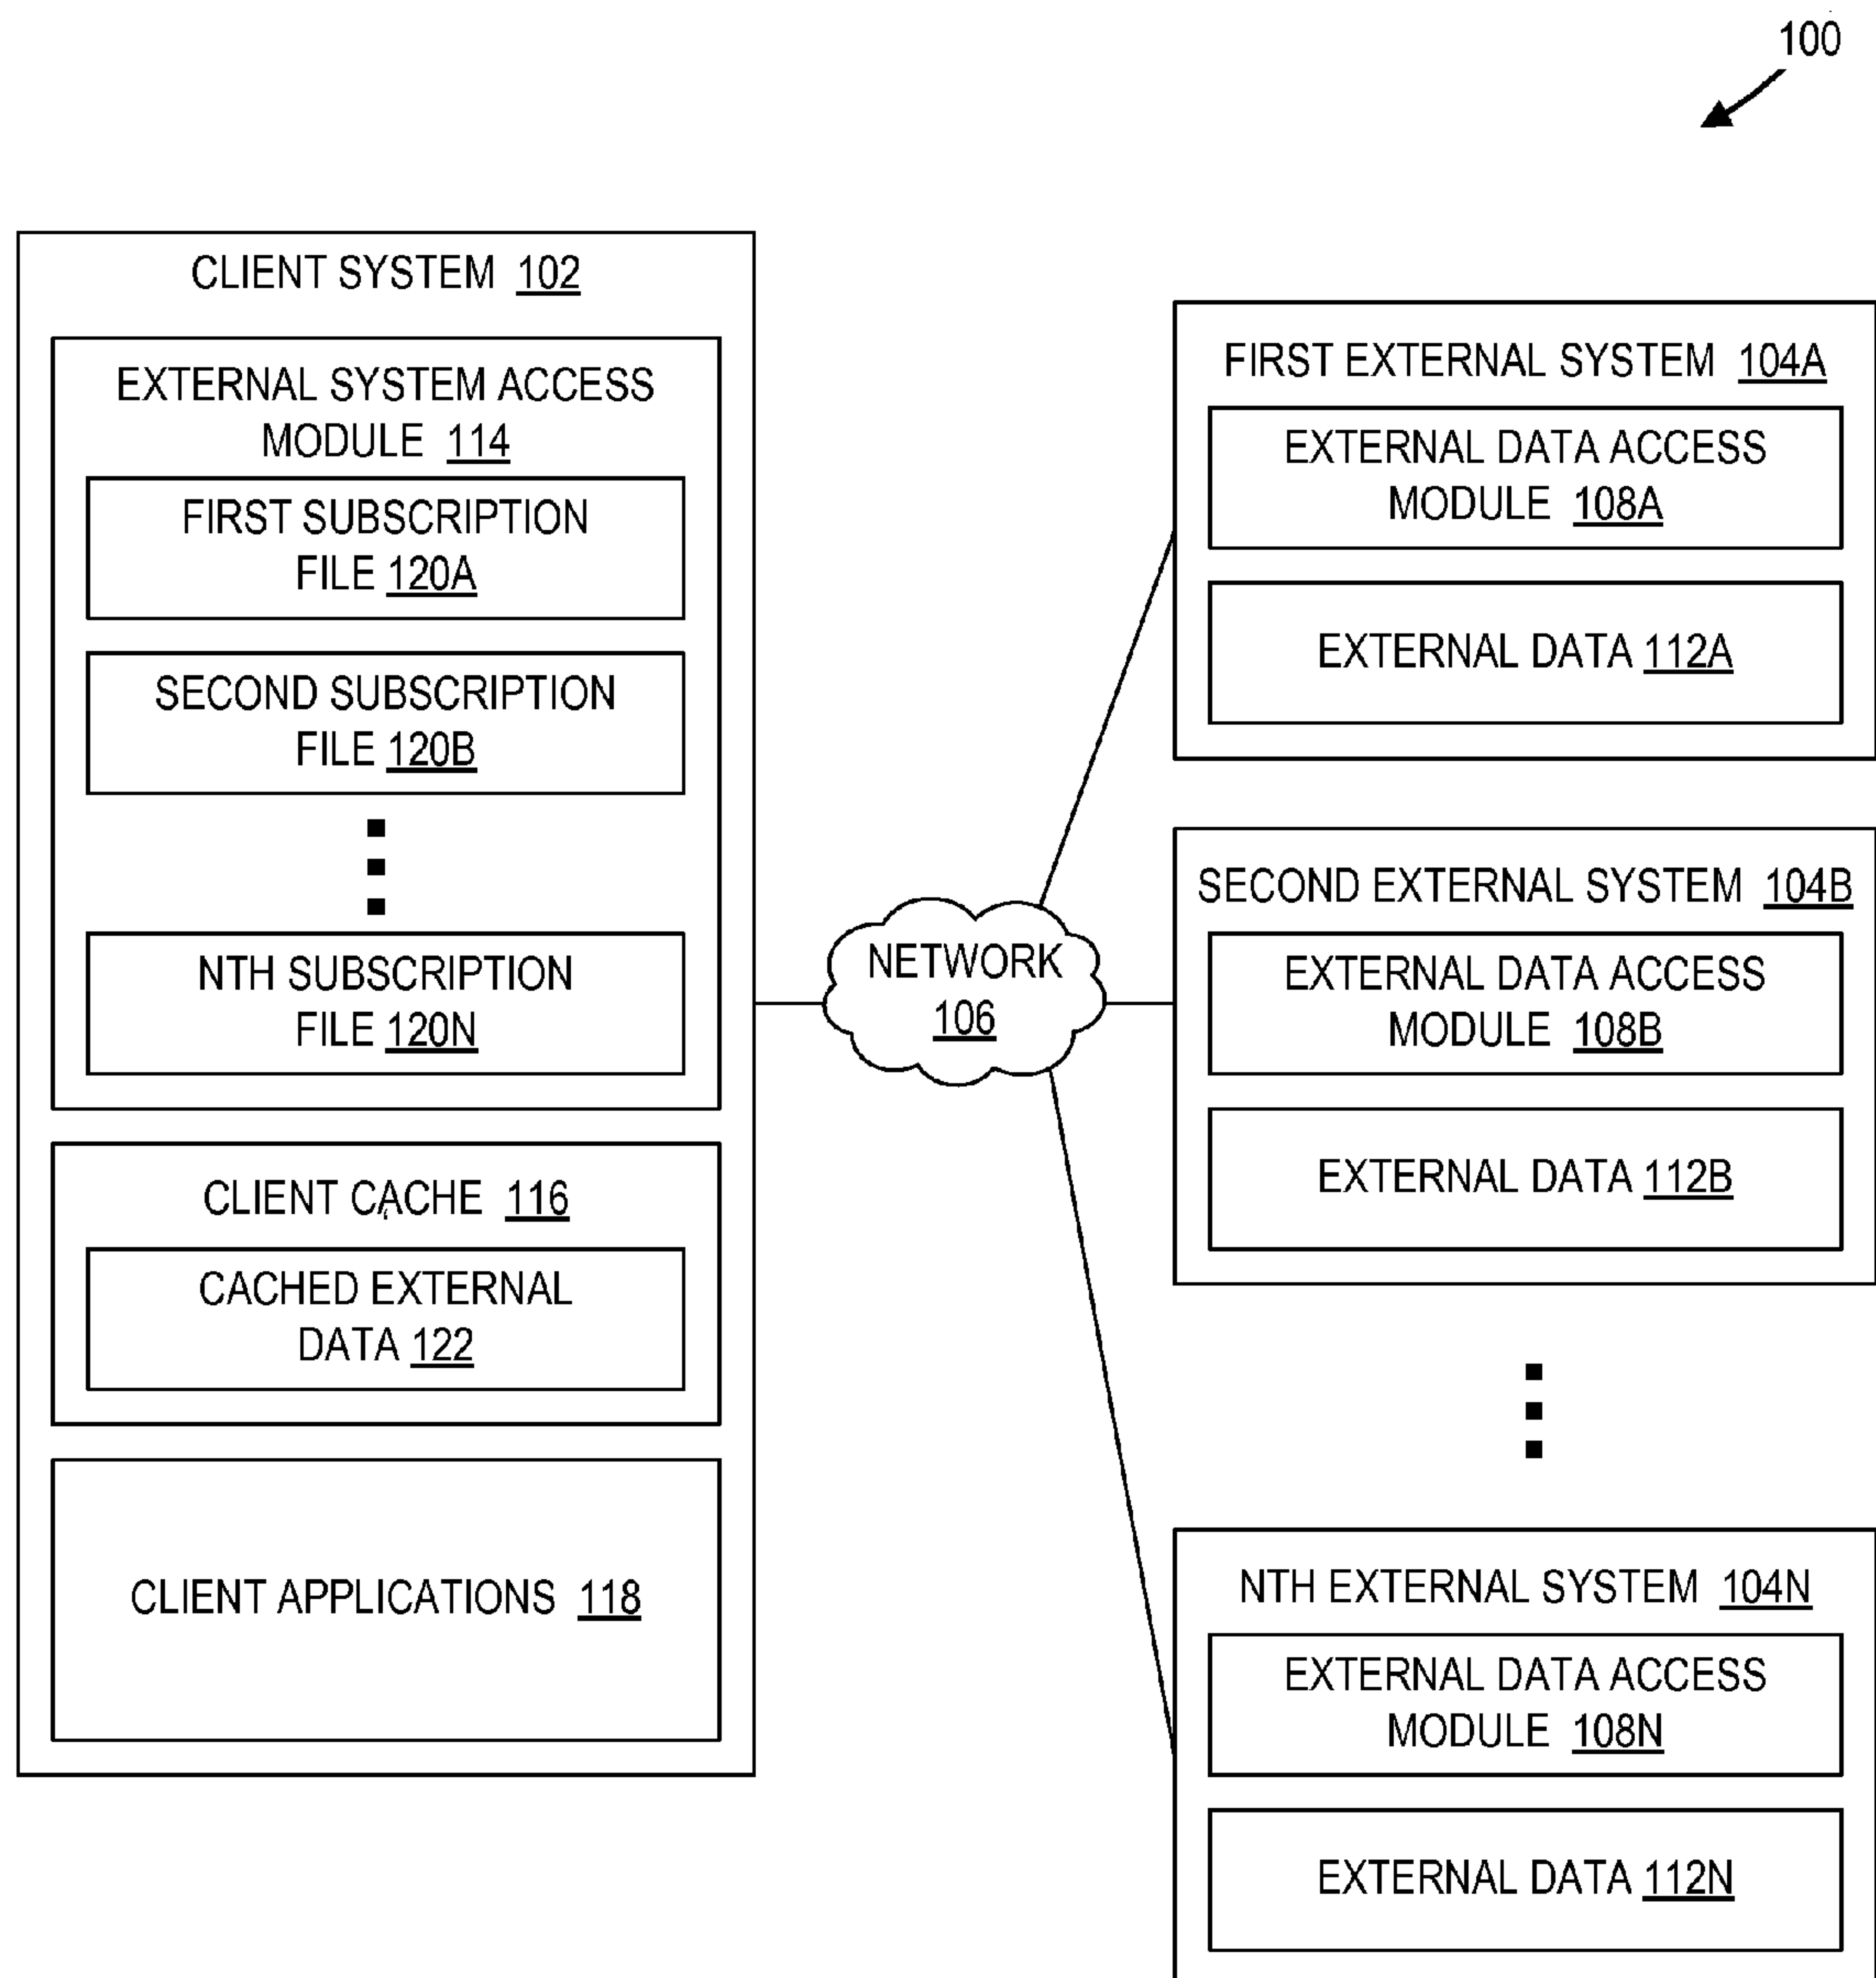 100
CLIENT SYSTEM 102
EXTERNAL SYSTEM ACCESS
MODULE 114
FIRST SUBSCRIPTION
FILE 120A
SECOND SUBSCRIPTION
FILE 120B
NTH SUBSCRIPTION
FILE 120N
CLIENT CACHE 116
CACHED EXTERNAL
DATA 122
CLIENT APPLICATIONS 118
NETWORK
106
FIRST EXTERNAL SYSTEM 104A
EXTERNAL DATA ACCESS
MODULE 108A
EXTERNAL DATA 112A
SECOND EXTERNAL SYSTEM 104B
EXTERNAL DATA ACCESS
MODULE 108B
EXTERNAL DATA 112B
NTH EXTERNAL SYSTEM 104N
EXTERNAL DATA ACCESS
MODULE 108N
EXTERNAL DATA 112N